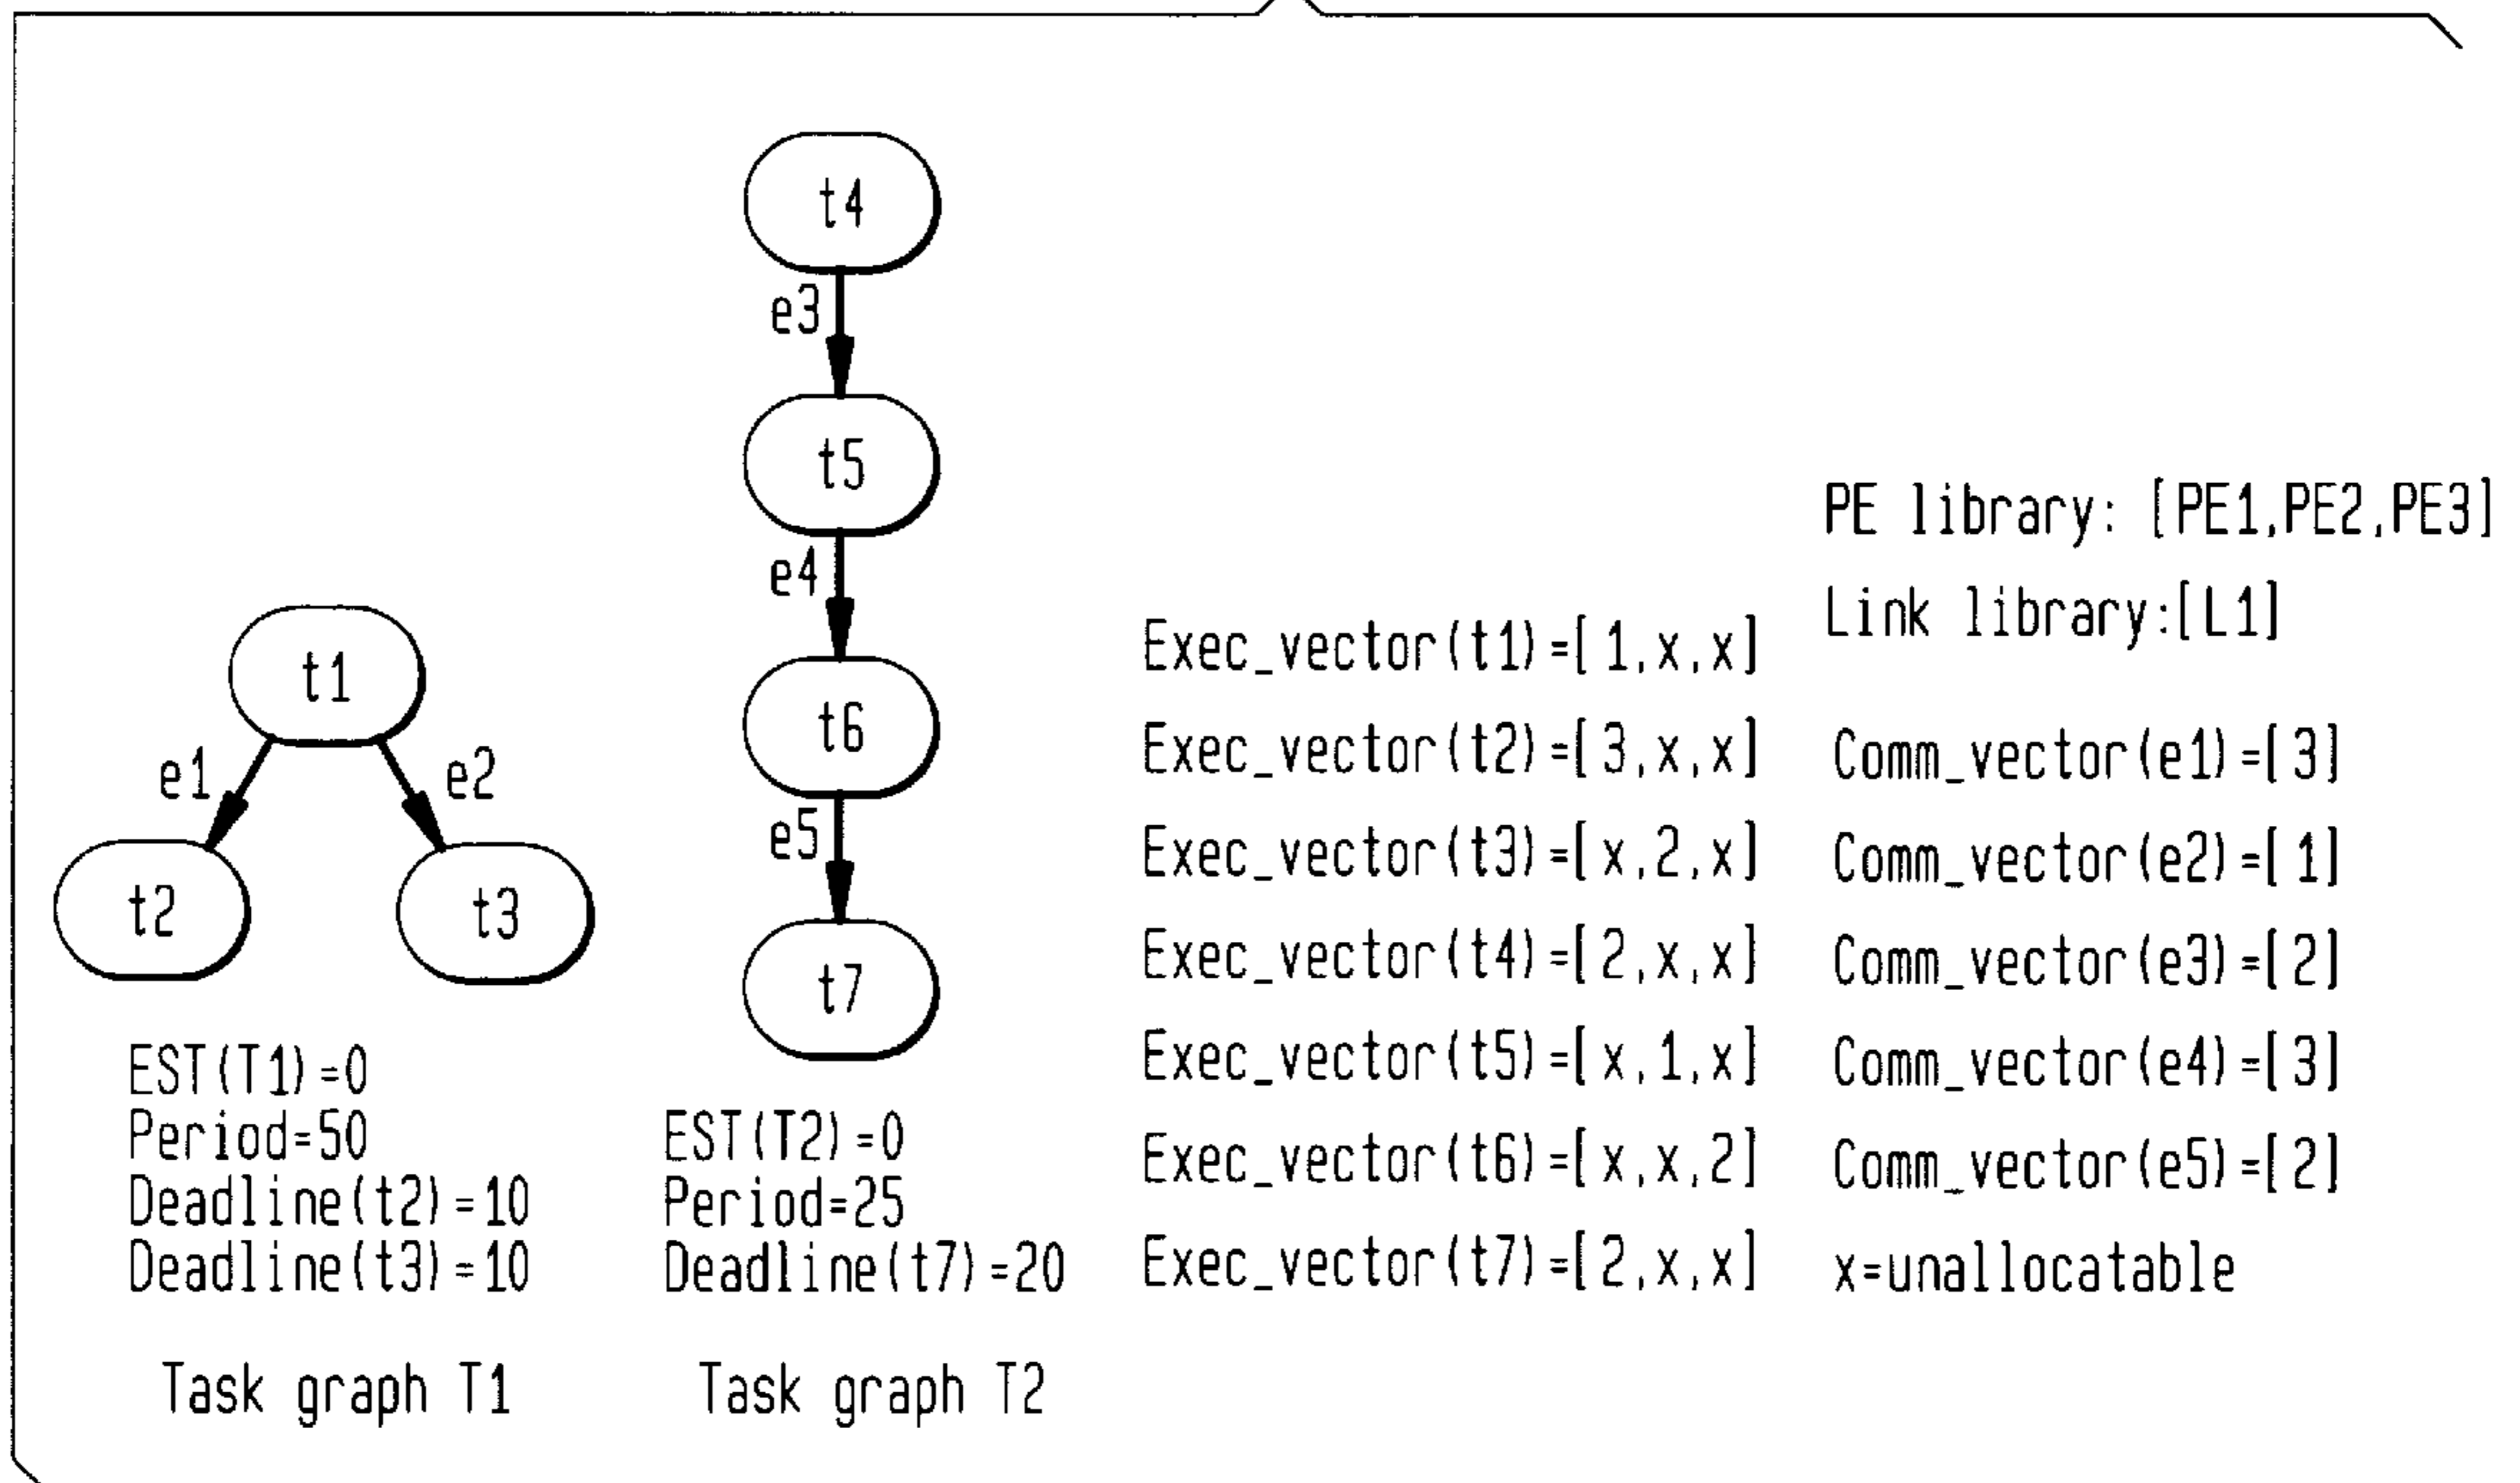 t4
e3
t5
e4
t6
e5
t7
t1
e1
e2
t2
t3
EST(T1)=0
Period=50
Deadline(t2)=10
Deadline(t3)=10
Task graph T1
EST(T2)=0
Period=25
Deadline(t7)=20
Task graph T2
Exec_vector(t1)=[1,x,x]
Exec_vector(t2)=[3,x,x]
Exec_vector(t3)=[x,2,x]
Exec_vector(t4)=[2,x,x]
Exec_vector(t5)=[x,1,x]
Exec_vector(t6)=[x,x,2]
Exec_vector(t7)=[2,x,x]
PE library: [PE1,PE2,PE3]
Link library:[L1]
Comm_vector(e1)=[3]
Comm_vector(e2)=[1]
Comm_vector(e3)=[2]
Comm_vector(e4)=[3]
Comm_vector(e5)=[2]
x=unallocatable